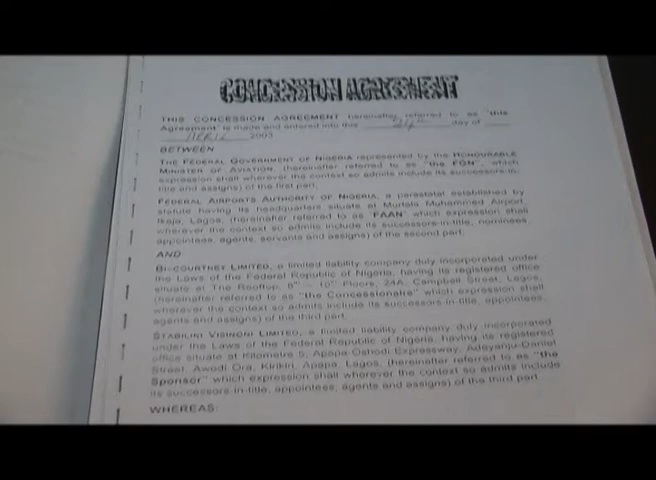 CONCESSION AGREEMENT
THIS CONCESSION AGREEMENT hereinafter referred to as "this
Agreement" is made and entered into this 24th day of
APRIL 2003
BETWEEN
THE FEDERAL GOVERNMENT OF NIGERIA represented by the HONOURABLE
MINISTER OF AVIATION, (hereinafter referred to as "the FGN", which
expression shall wherever the context so admits include its successors-in-
title and assigns) of the first part;
FEDERAL AIRPORTS AUTHORITY OF NIGERIA, a parastatal established by
statute having its headquarters situate at Murtala Muhammed Airport,
Ikeja, Lagos, (hereinafter referred to as "FAAN" which expression shall
wherever the context so admits include its successors-in-title, nominees,
appointees, agents, servants and assigns) of the second part.
AND
BI-COURTNEY LIMITED, a limited liability company duly incorporated under
the Laws of the Federal Republic of Nigeria, having its registered office
situate at The Rooftop, 9th – 10th Floors, 24A, Campbell Street, Lagos,
(hereinafter referred to as "the Concessionaire" which expression shall
wherever the context so admits include its successors-in-title, appointees,
agents and assigns) of the third part.
STABILINI VISINONI LIMITED, a limited liability company duly incorporated
under the Laws of the Federal Republic of Nigeria, having its registered
office situate at Kilometre 5, Apapa-Oshodi Expressway, Adeyanju-Daniel
Street, Awodi Ora, Kirikiri, Apapa, Lagos, (hereinafter referred to as "the
Sponsor" which expression shall wherever the context so admits include
its successors-in-title, appointees, agents and assigns) of the third part
WHEREAS: